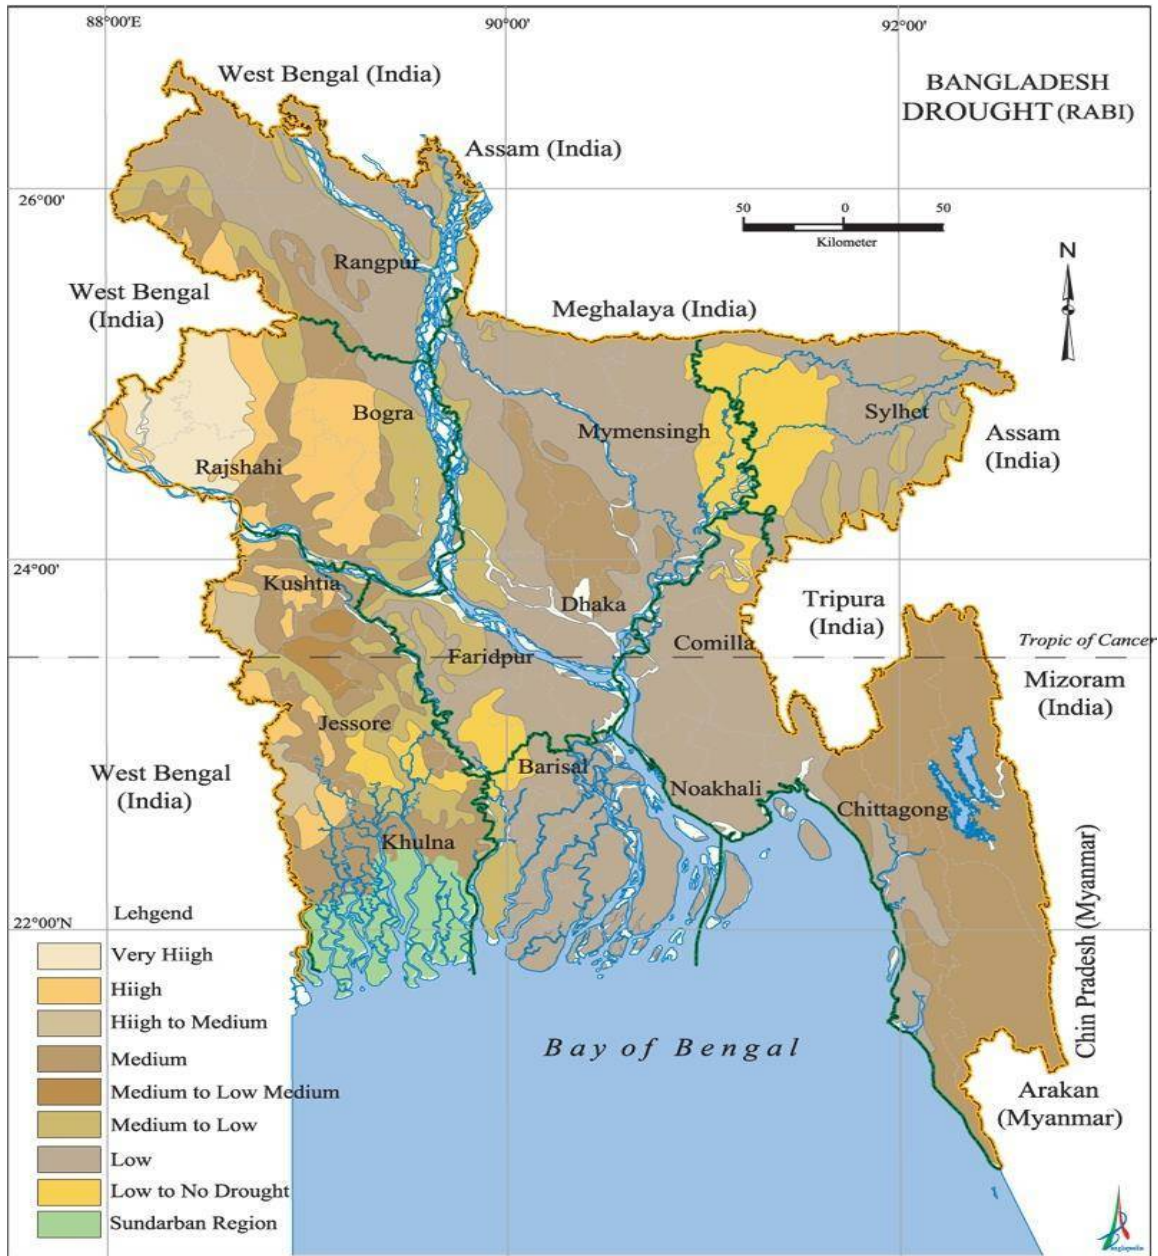 88°00'E
90°00'
92°00'
West Bengal (India)
BANGLADESH
DROUGHT (RABI)
Assam (India)
26°00'
50 0 50
Kilometer
N
Rangpur
West Bengal
(India)
Meghalaya (India)
Bogra
Mymensingh
Sylhet
Assam
(India)
Rajshahi
24°00'
Kushtia
Dhaka
Tripura
(India)
Comilla
Tropic of Cancer
Faridpur
Mizoram
(India)
Jessore
West Bengal
(India)
Barisal
Noakhali
Chittagong
Khulna
Chin Pradesh (Myanmar)
22°00'N
Lehgend
Very Hiigh
Hiigh
Hiigh to Medium
Medium
Medium to Low Medium
Medium to Low
Low
Low to No Drought
Sundarban Region
Bay of Bengal
Arakan
(Myanmar)